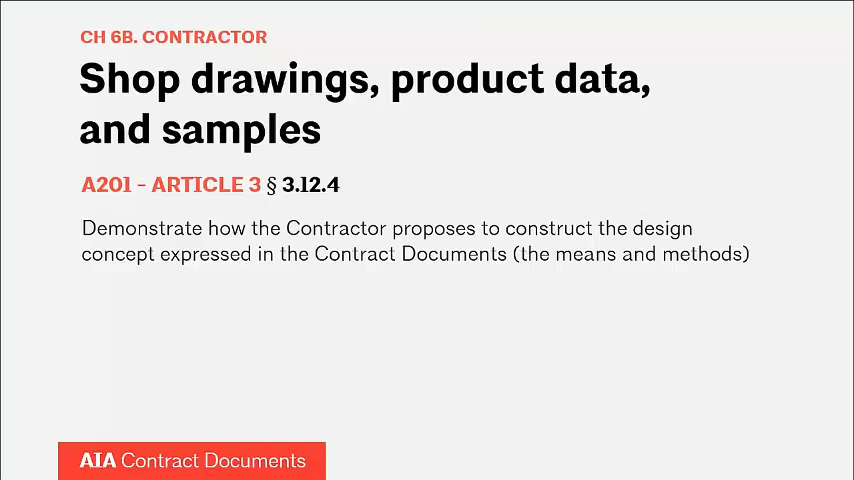 CH 6B. CONTRACTOR
Shop drawings, product data,
and samples
A201 – ARTICLE 3 § 3.12.4
Demonstrate how the Contractor proposes to construct the design
concept expressed in the Contract Documents (the means and methods)
AIA Contract Documents